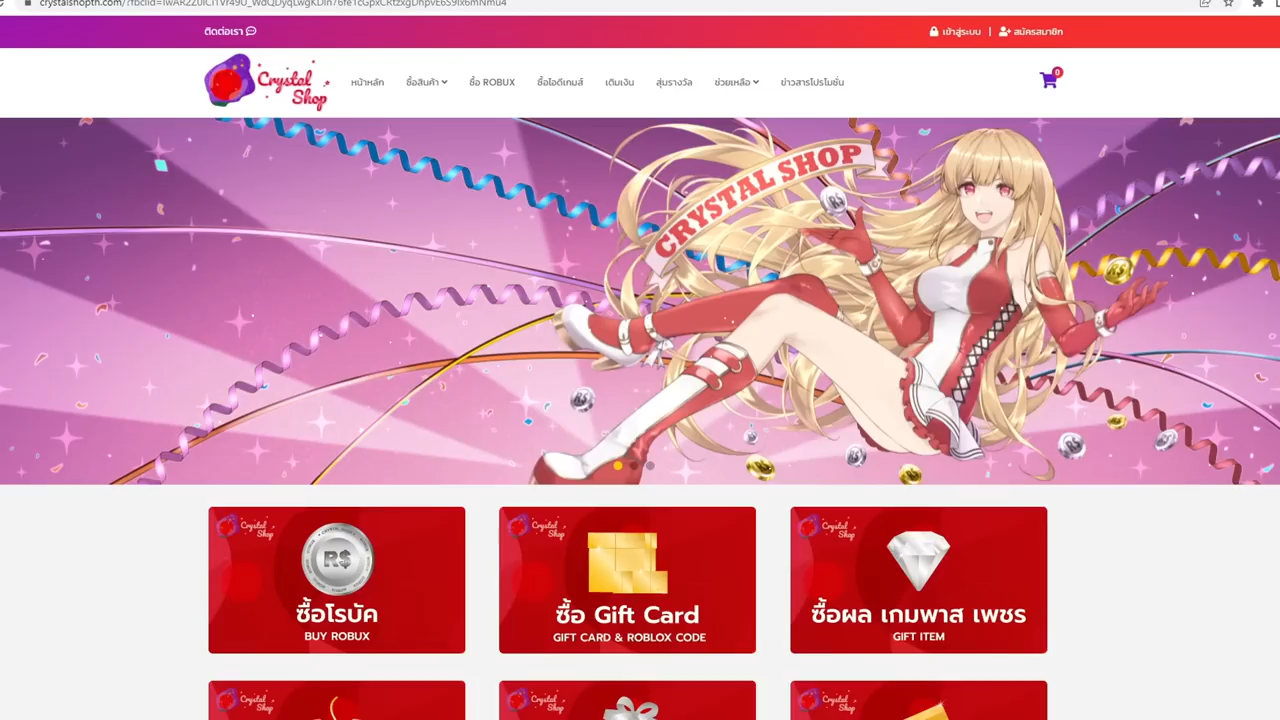 ติดต่อเรา
เข้าสู่ระบบ | สมัครสมาชิก
Crystal Shop
หน้าหลัก ซื้อสินค้า ซื้อ ROBUX ซื้อไอดีเกมส์ เติมเงิน สุ่มรางวัล ช่วยเหลือ ข่าวสารโปรโมชั่น
0
CRYSTAL SHOP
Crystal Shop
R$
ซื้อโรบัค
BUY ROBUX
Crystal Shop
ซื้อ Gift Card
GIFT CARD & ROBLOX CODE
Crystal Shop
ซื้อผล เกมพาส เพชร
GIFT ITEM
Crystal Shop
Crystal Shop
Crystal Shop